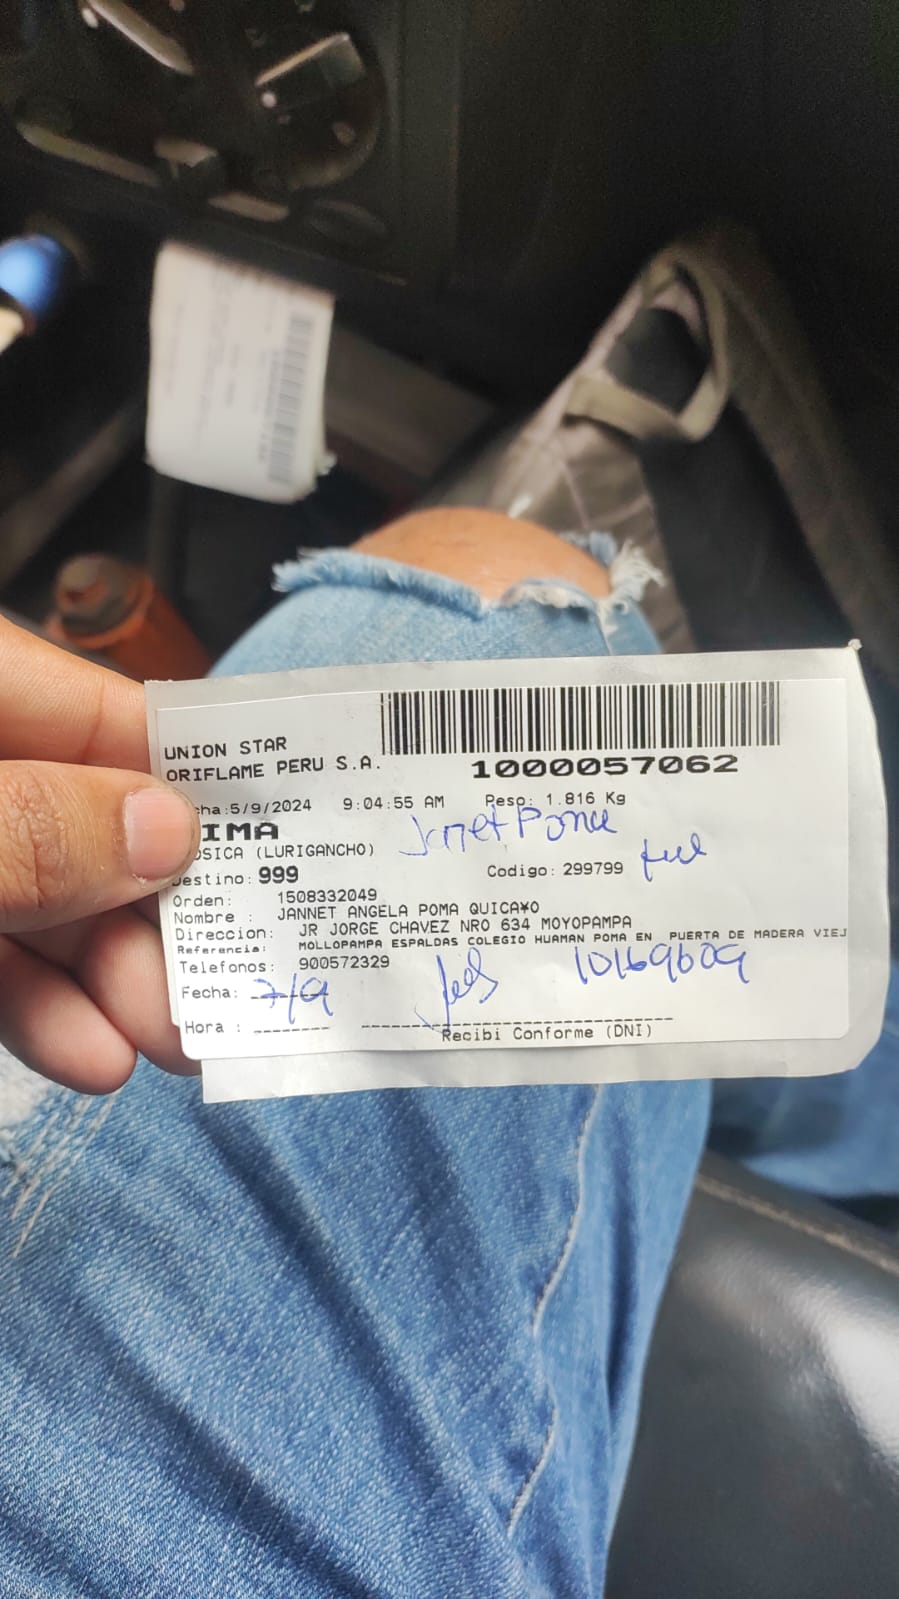 UNION STAR
ORIFLAME PERU S.A.
1000057062
cha:5/9/2024 9:04:55 AM Peso: 1.816 Kg
IMA
Janet Poma
OSICA (LURIGANCHO)
Destino: 999 Codigo: 299799
Orden: 1508332049
Nombre : JANNET ANGELA POMA QUICA¥O
Direccion: JR JORGE CHAVEZ NRO 634 MOYOPAMPA
Referencia: MOLLOPAMPA ESPALDAS COLEGIO HUAMAN POMA EN PUERTA DE MADERA VIEJ
Telefonos: 900572329
10169609
Fecha: 7/9
Hora :
Recibi Conforme (DNI)